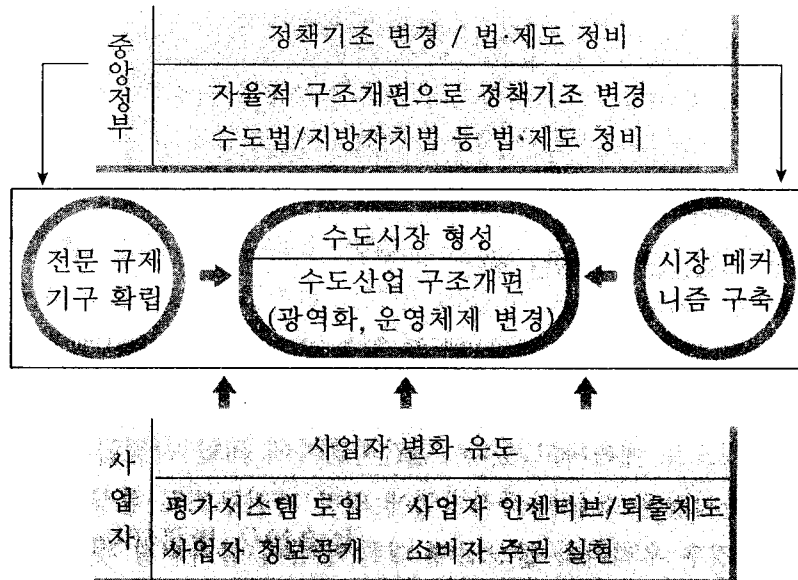 중앙정부
정책기조 변경 / 법·제도 정비
자율적 구조개편으로 정책기조 변경
수도법/지방자치법 등 법·제도 정비
전문 규제
기구 확립
수도시장 형성
수도산업 구조개편
(광역화, 운영체제 변경)
시장 메커
니즘 구축
사업자
사업자 변화 유도
평가시스템 도입 사업자 인센티브/퇴출제도
사업자 정보공개 소비자 주권 실현